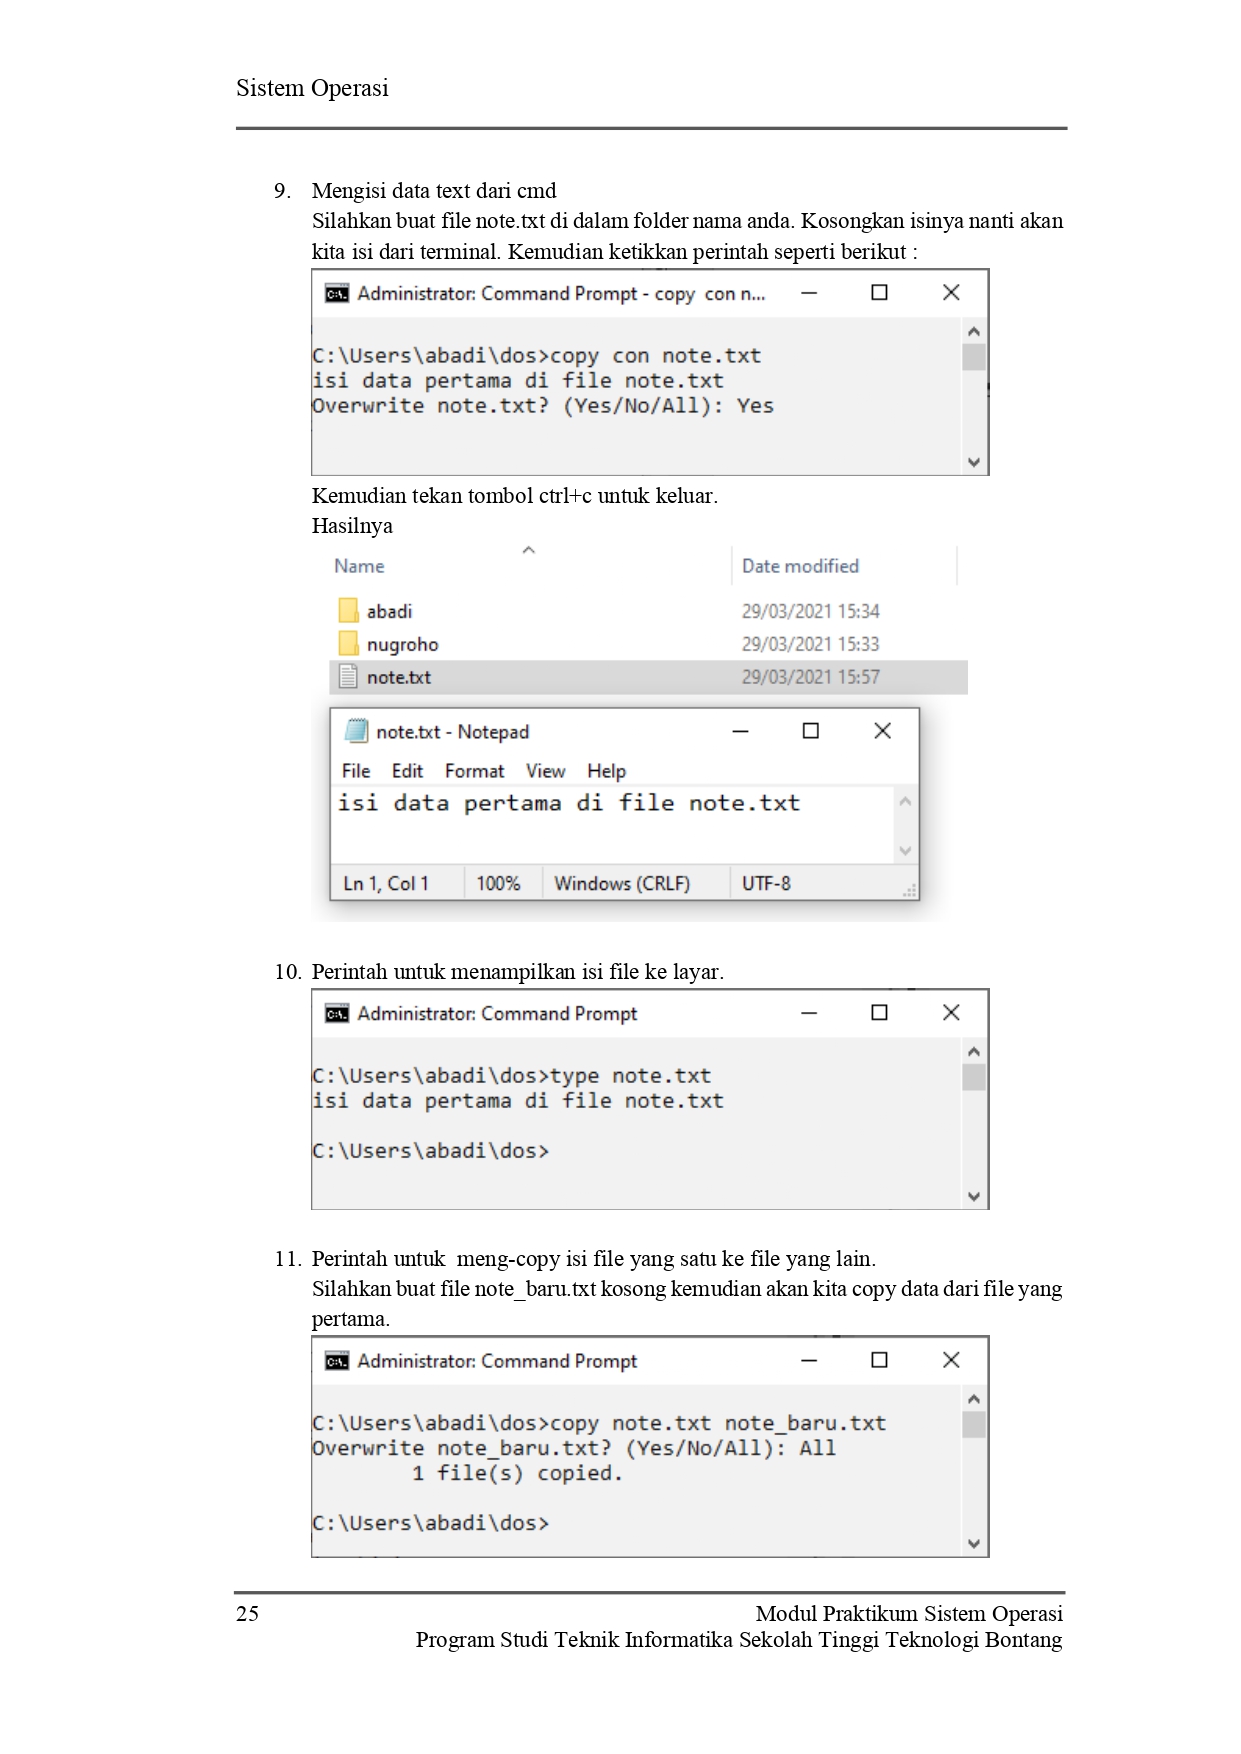 Sistem Operasi
9. Mengisi data text dari cmd
Silahkan buat file note.txt di dalam folder nama anda. Kosongkan isinya nanti akan
kita isi dari terminal. Kemudian ketikkan perintah seperti berikut :
Administrator: Command Prompt - copy  con n...
C:\Users\abadi\dos>copy con note.txt
isi data pertama di file note.txt
Overwrite note.txt? (Yes/No/All): Yes
Kemudian tekan tombol ctrl+c untuk keluar.
Hasilnya
Name Date modified
abadi 29/03/2021 15:34
nugroho 29/03/2021 15:33
note.txt 29/03/2021 15:57
note.txt - Notepad
File Edit Format View Help
isi data pertama di file note.txt
Ln 1, Col 1 100% Windows (CRLF) UTF-8
10. Perintah untuk menampilkan isi file ke layar.
Administrator: Command Prompt
C:\Users\abadi\dos>type note.txt
isi data pertama di file note.txt
C:\Users\abadi\dos>
11. Perintah untuk  meng-copy isi file yang satu ke file yang lain.
Silahkan buat file note_baru.txt kosong kemudian akan kita copy data dari file yang
pertama.
Administrator: Command Prompt
C:\Users\abadi\dos>copy note.txt note_baru.txt
Overwrite note_baru.txt? (Yes/No/All): All
1 file(s) copied.
C:\Users\abadi\dos>
25 Modul Praktikum Sistem Operasi
Program Studi Teknik Informatika Sekolah Tinggi Teknologi Bontang